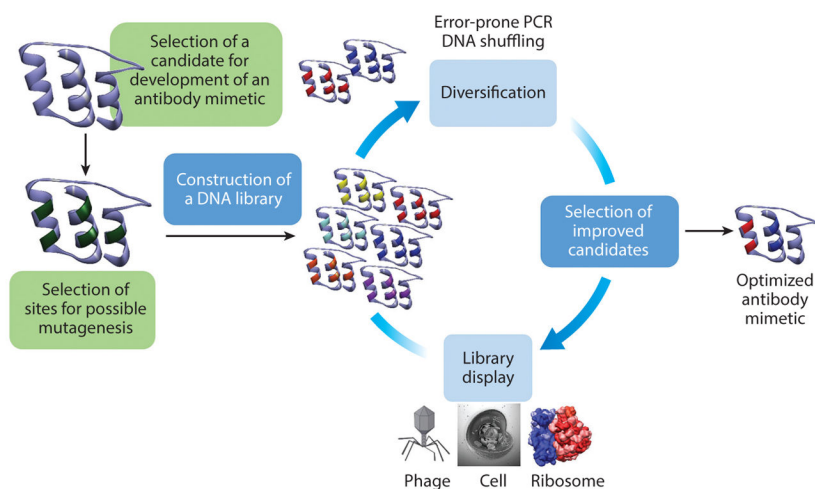 Selection of a
candidate for
development of an
antibody mimetic
Error-prone PCR
DNA shuffling
Diversification
Construction of
a DNA library
Selection of
improved
candidates
Optimized
antibody
mimetic
Selection of
sites for possible
mutagenesis
Library
display
Phage
Cell
Ribosome